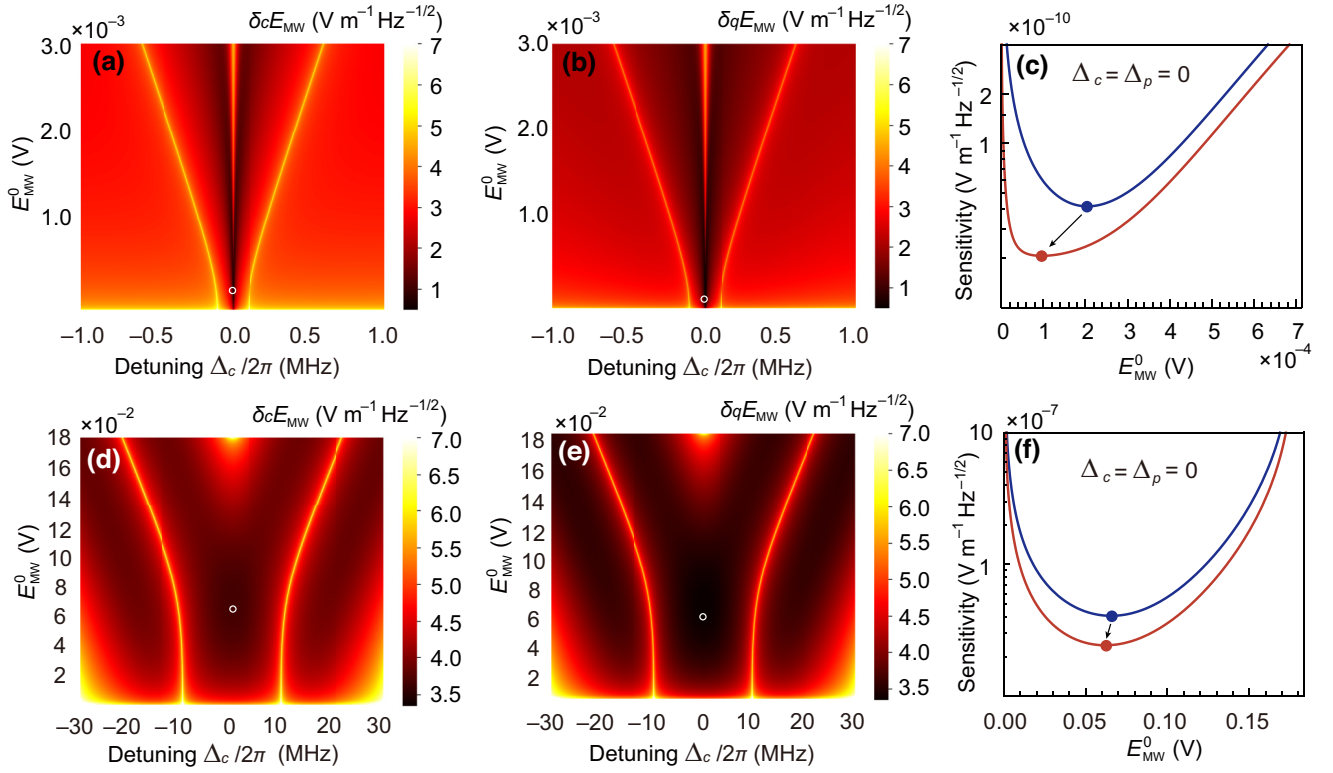 ×10⁻³ δcE_MW (V m⁻¹ Hz⁻¹/²)
(a)
3.0
2.0
1.0
E⁰_MW (V)
7
6
5
4
3
2
1
–1.0 –0.5 0.0 0.5 1.0
Detuning Δ_c /2π (MHz)
×10⁻³ δqE_MW (V m⁻¹ Hz⁻¹/²)
(b)
3.0
2.0
1.0
E⁰_MW (V)
7
6
5
4
3
2
1
–1.0 –0.5 0.0 0.5 1.0
Detuning Δ_c /2π (MHz)
×10⁻¹⁰
(c)
Δ_c = Δ_p = 0
2
1
Sensitivity (V m⁻¹ Hz⁻¹/²)
0 1 2 3 4 5 6 7
×10⁻⁴
E⁰_MW (V)
×10⁻² δcE_MW (V m⁻¹ Hz⁻¹/²)
(d)
18
16
14
12
10
8
6
4
2
E⁰_MW (V)
7.0
6.5
6.0
5.5
5.0
4.5
4.0
3.5
–30 –20 –10 0 10 20 30
Detuning Δ_c /2π (MHz)
×10⁻² δqE_MW (V m⁻¹ Hz⁻¹/²)
(e)
18
16
14
12
10
8
6
4
2
E⁰_MW (V)
7.0
6.5
6.0
5.5
5.0
4.5
4.0
3.5
–30 –20 –10 0 10 20 30
Detuning Δ_c /2π (MHz)
×10⁻⁷
(f)
Δ_c = Δ_p = 0
10
1
Sensitivity (V m⁻¹ Hz⁻¹/²)
0.00 0.05 0.10 0.15
E⁰_MW (V)